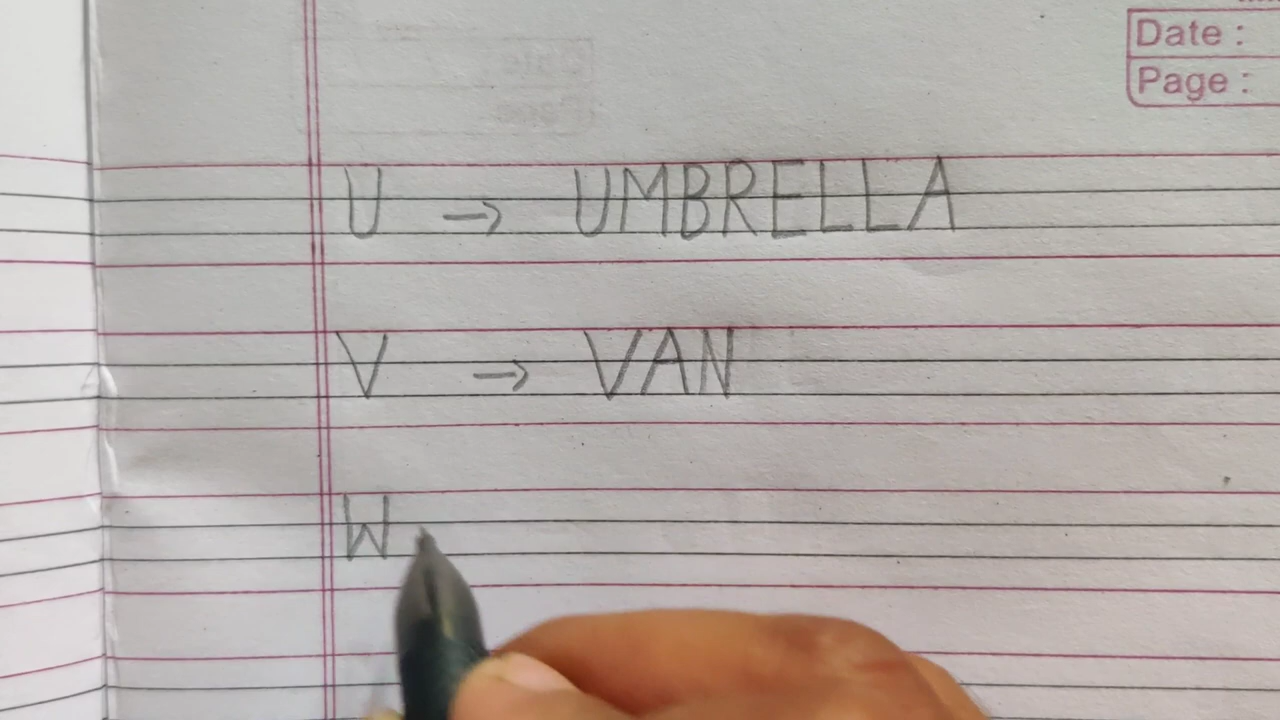 Date :
Page :
U → UMBRELLA
V → VAN
W